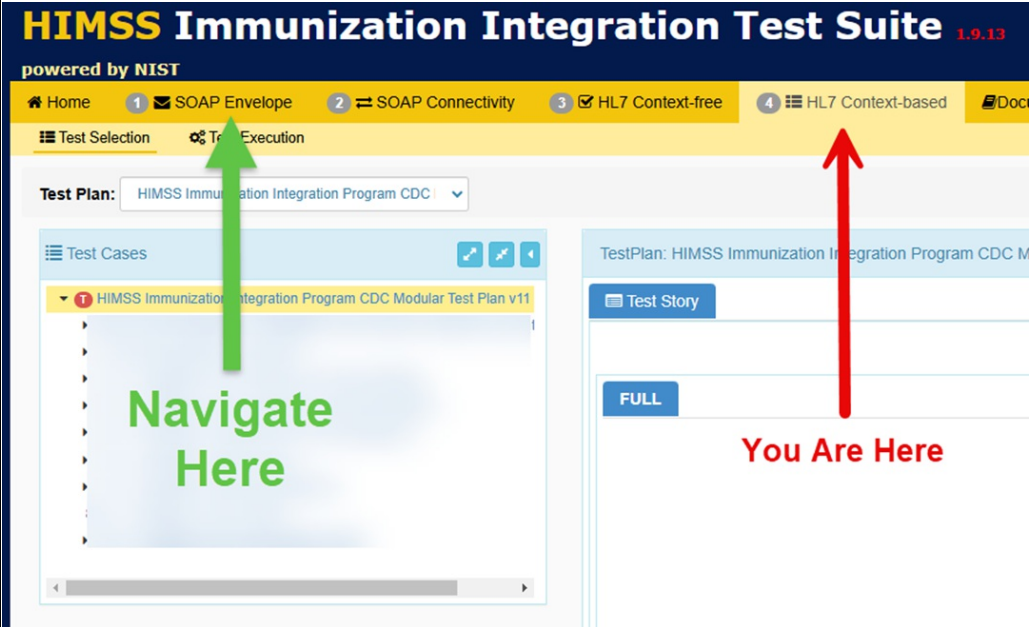 HIMSS Immunization Integration Test Suite 1.9.13
powered by NIST
Home 1 SOAP Envelope 2 SOAP Connectivity 3 HL7 Context-free 4 HL7 Context-based Docu
Test Selection Execution
Test Plan: HIMSS Immunization Integration Program CDC
Test Cases
TestPlan: HIMSS Immunization Integration Program CDC M
T HIMSS Immunization Integration Program CDC Modular Test Plan v11
Test Story
FULL
Navigate
Here
You Are Here